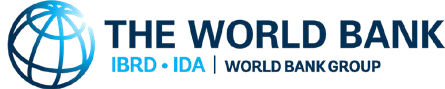 THE WORLD BANK
IBRD • IDA | WORLD BANK GROUP